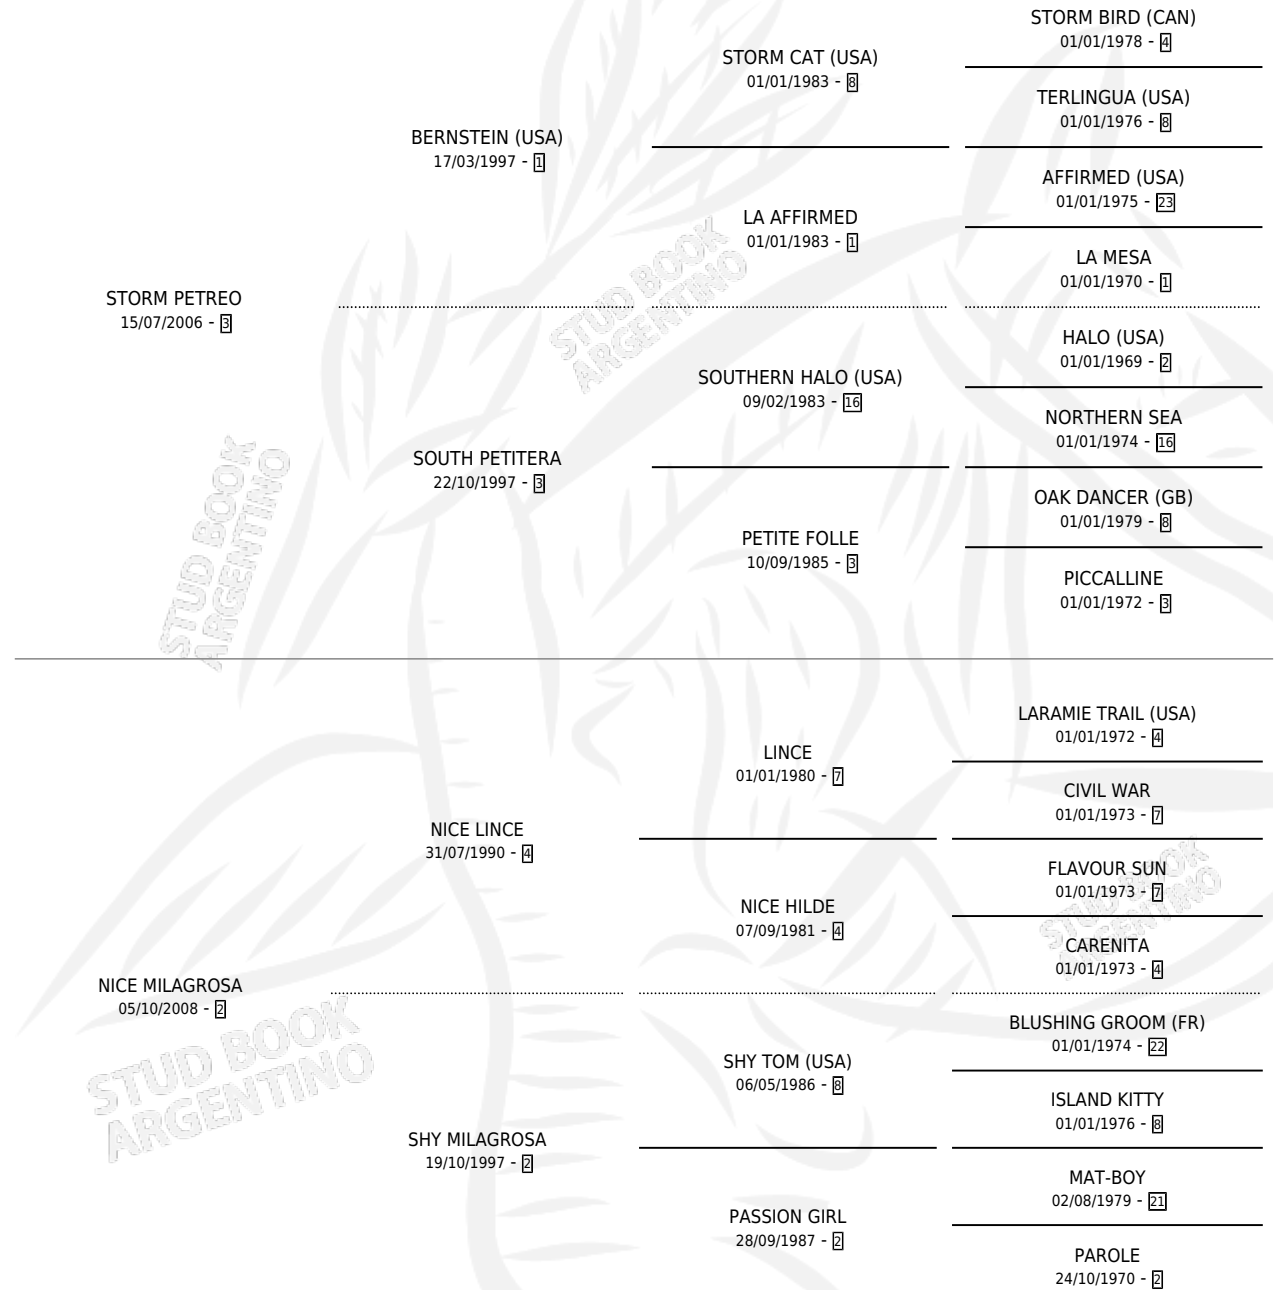 STORM BIRD (CAN)
01/01/1978 - 4
STORM CAT (USA)
01/01/1983 - 8
TERLINGUA (USA)
01/01/1976 - 8
BERNSTEIN (USA)
17/03/1997 - 1
AFFIRMED (USA)
01/01/1975 - 23
LA AFFIRMED
01/01/1983 - 1
LA MESA
01/01/1970 - 1
STORM PETREO
15/07/2006 - 3
HALO (USA)
01/01/1969 - 2
SOUTHERN HALO (USA)
09/02/1983 - 16
NORTHERN SEA
01/01/1974 - 16
SOUTH PETITERA
22/10/1997 - 3
OAK DANCER (GB)
01/01/1979 - 8
PETITE FOLLE
10/09/1985 - 3
PICCALLINE
01/01/1972 - 3
LARAMIE TRAIL (USA)
01/01/1972 - 4
LINCE
01/01/1980 - 7
CIVIL WAR
01/01/1973 - 7
NICE LINCE
31/07/1990 - 4
FLAVOUR SUN
01/01/1973 - 7
NICE HILDE
07/09/1981 - 4
CARENITA
01/01/1973 - 4
NICE MILAGROSA
05/10/2008 - 2
BLUSHING GROOM (FR)
01/01/1974 - 22
SHY TOM (USA)
06/05/1986 - 8
ISLAND KITTY
01/01/1976 - 8
SHY MILAGROSA
19/10/1997 - 2
MAT-BOY
02/08/1979 - 21
PASSION GIRL
28/09/1987 - 2
PAROLE
24/10/1970 - 2
STUD BOOK
ARGENTINO
STUD BOOK
ARGENTINO
STUD BOOK
ARGENTINO
STUD BOOK
ARGENTINO